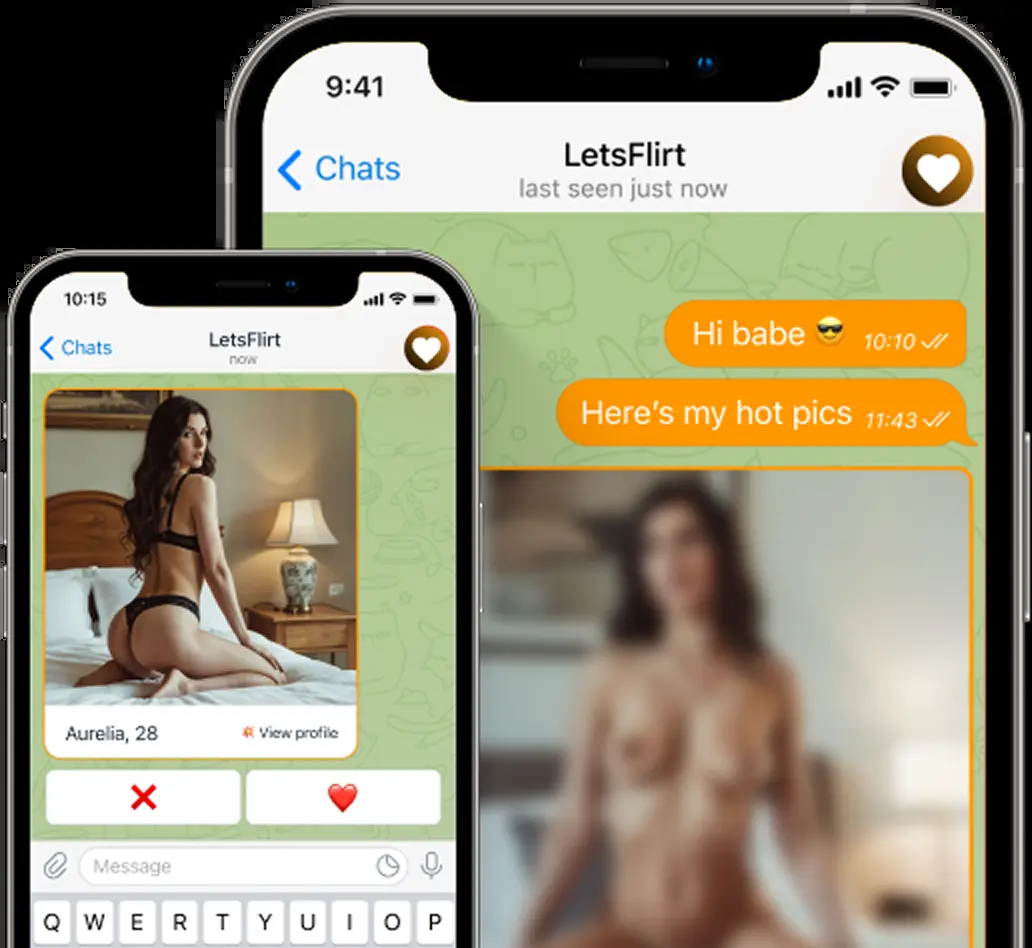 9:41
Chats
LetsFlirt
last seen just now
Hi babe 😎 10:10
Here's my hot pics 11:43
10:15
Chats
LetsFlirt
now
Aurelia, 28
View profile
Message
Q W E R T Y U I O P